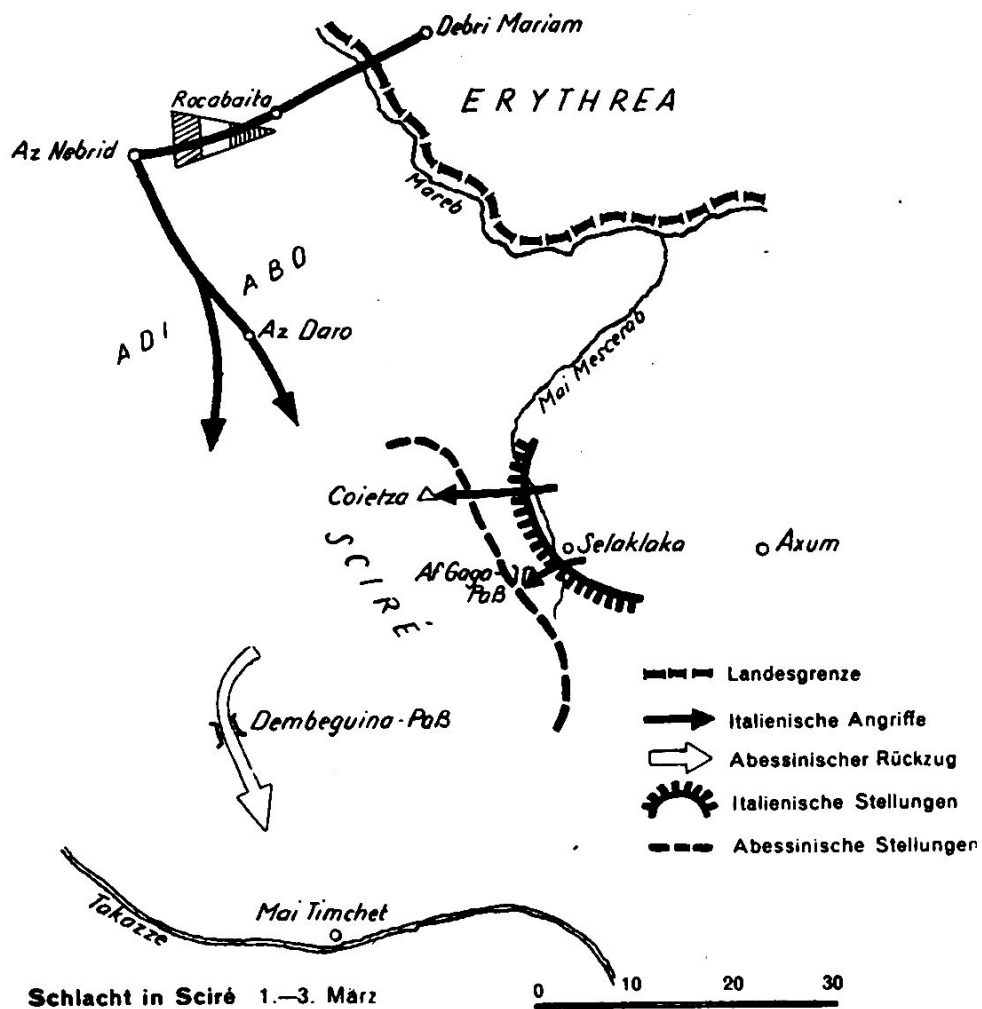 Debri Mariam
ERYTHREA
Rocabaita
Az Nebrid
Mareb
ADI ABO
Az Daro
Mai Mescerab
Coietza
SCIRÉ
Selaklaka
Axum
Af Gaga-
Paß
Dembeguina-Paß
Landesgrenze
Italienische Angriffe
Abessinischer Rückzug
Italienische Stellungen
Abessinische Stellungen
Takazze
Mai Timchet
Schlacht in Sciré 1.—3. März
0 10 20 30